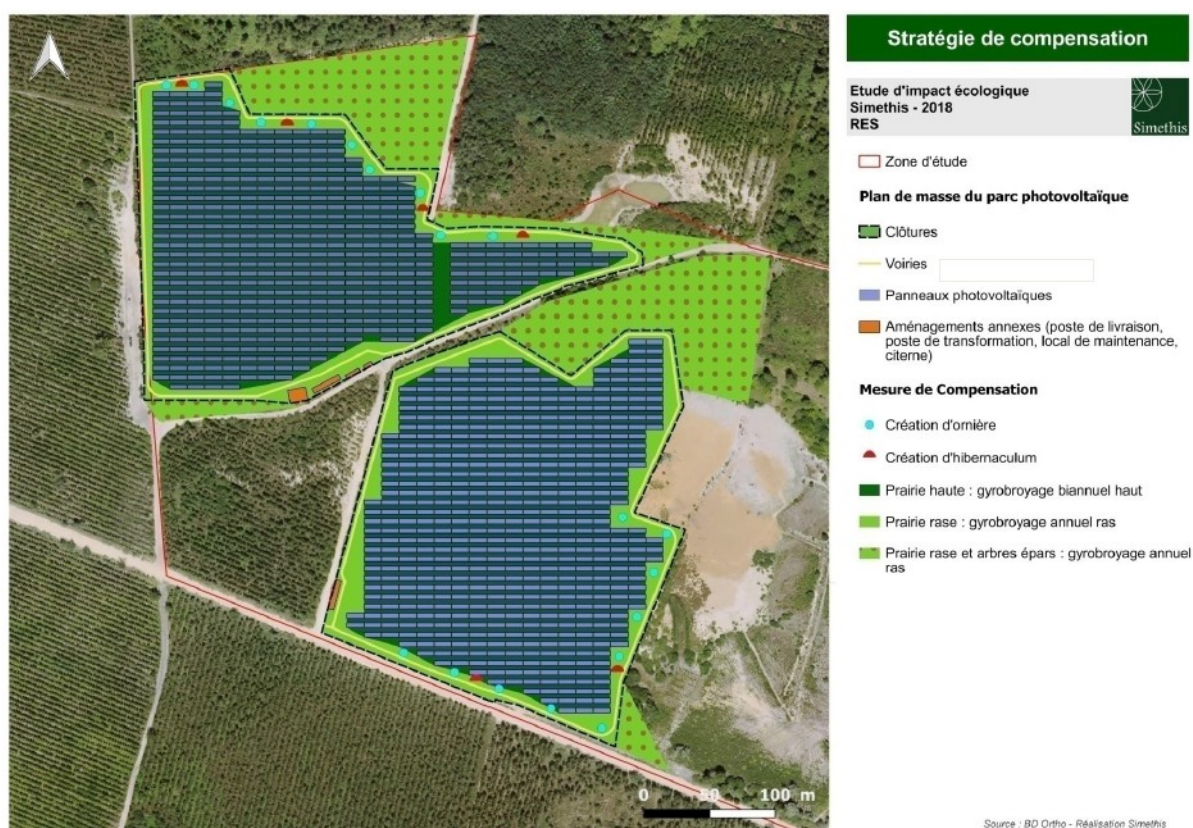 Stratégie de compensation
Etude d'impact écologique
Simethis - 2018
RES
Simethis
Zone d'étude
Plan de masse du parc photovoltaïque
Clôtures
Voiries
Panneaux photovoltaïques
Aménagements annexes (poste de livraison,
poste de transformation, local de maintenance,
citerne)
Mesure de Compensation
Création d'ornière
Création d'hibernaculum
Prairie haute : gyrobroyage biannuel haut
Prairie rase : gyrobroyage annuel ras
Prairie rase et arbres épars : gyrobroyage annuel
ras
0 50 100 m
Source : BD Ortho - Réalisation Simethis